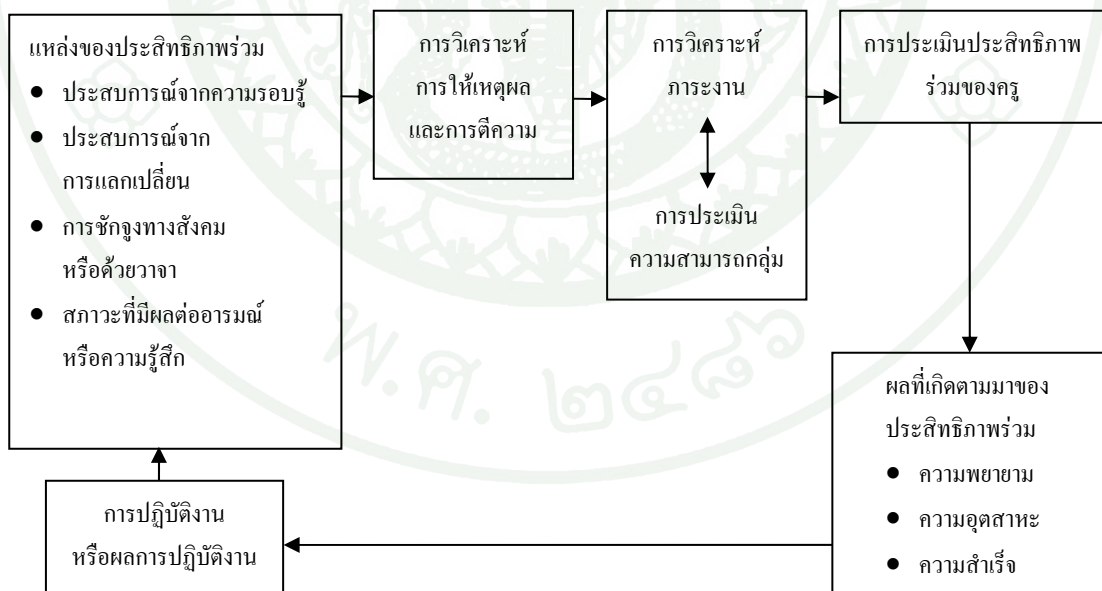 แหล่งของประสิทธิภาพร่วม
● ประสบการณ์จากความรอบรู้
● ประสบการณ์จาก
การแลกเปลี่ยน
● การชักจูงทางสังคม
หรือด้วยวาจา
● สภาวะที่มีผลต่ออารมณ์
หรือความรู้สึก
การวิเคราะห์
การให้เหตุผล
และการตีความ
การวิเคราะห์
ภาระงาน
การประเมิน
ความสามารถกลุ่ม
การประเมินประสิทธิภาพ
ร่วมของครู
ผลที่เกิดตามมาของ
ประสิทธิภาพร่วม
● ความพยายาม
● ความอุตสาหะ
● ความสำเร็จ
การปฏิบัติงาน
หรือผลการปฏิบัติงาน
พ.ศ. ๒๔๘๖